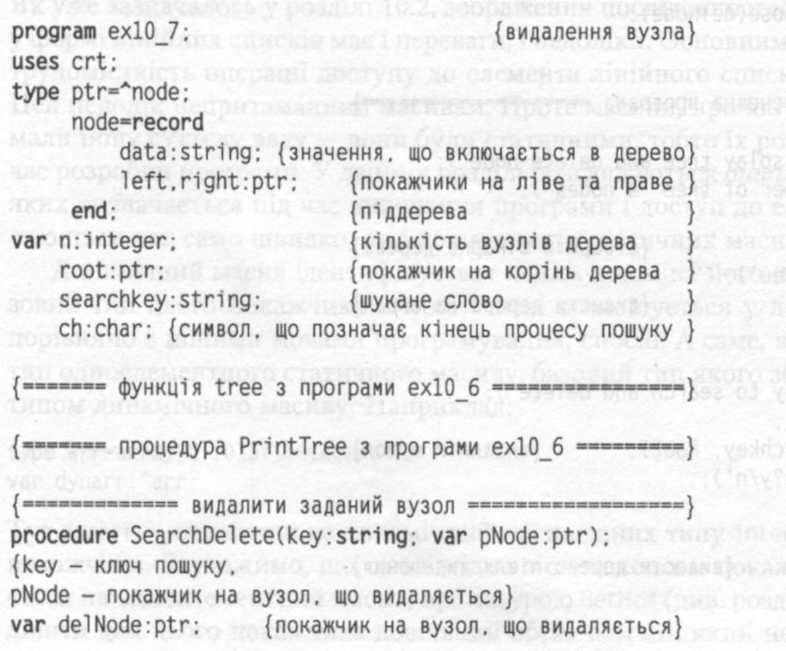 program ex10_7; {видалення вузла}
uses crt;
type ptr=^node;
node=record
data:string; {значення, що включається в дерево}
left,right:ptr; {покажчики на ліве та праве }
end; {піддерева }
var n:integer; {кількість вузлів дерева }
root:ptr; {покажчик на корінь дерева }
searchkey:string; {шукане слово }
ch:char; {символ, що позначає кінець процесу пошуку }
{======= функція tree з програми ex10_6 ============}
{======= процедура PrintTree з програми ex10_6 =========}
{============ видалити заданий вузол ==================}
procedure SearchDelete(key:string; var pNode:ptr);
{key – ключ пошуку,
pNode – покажчик на вузол, що видаляється}
var delNode:ptr; {покажчик на вузол, що видаляється}